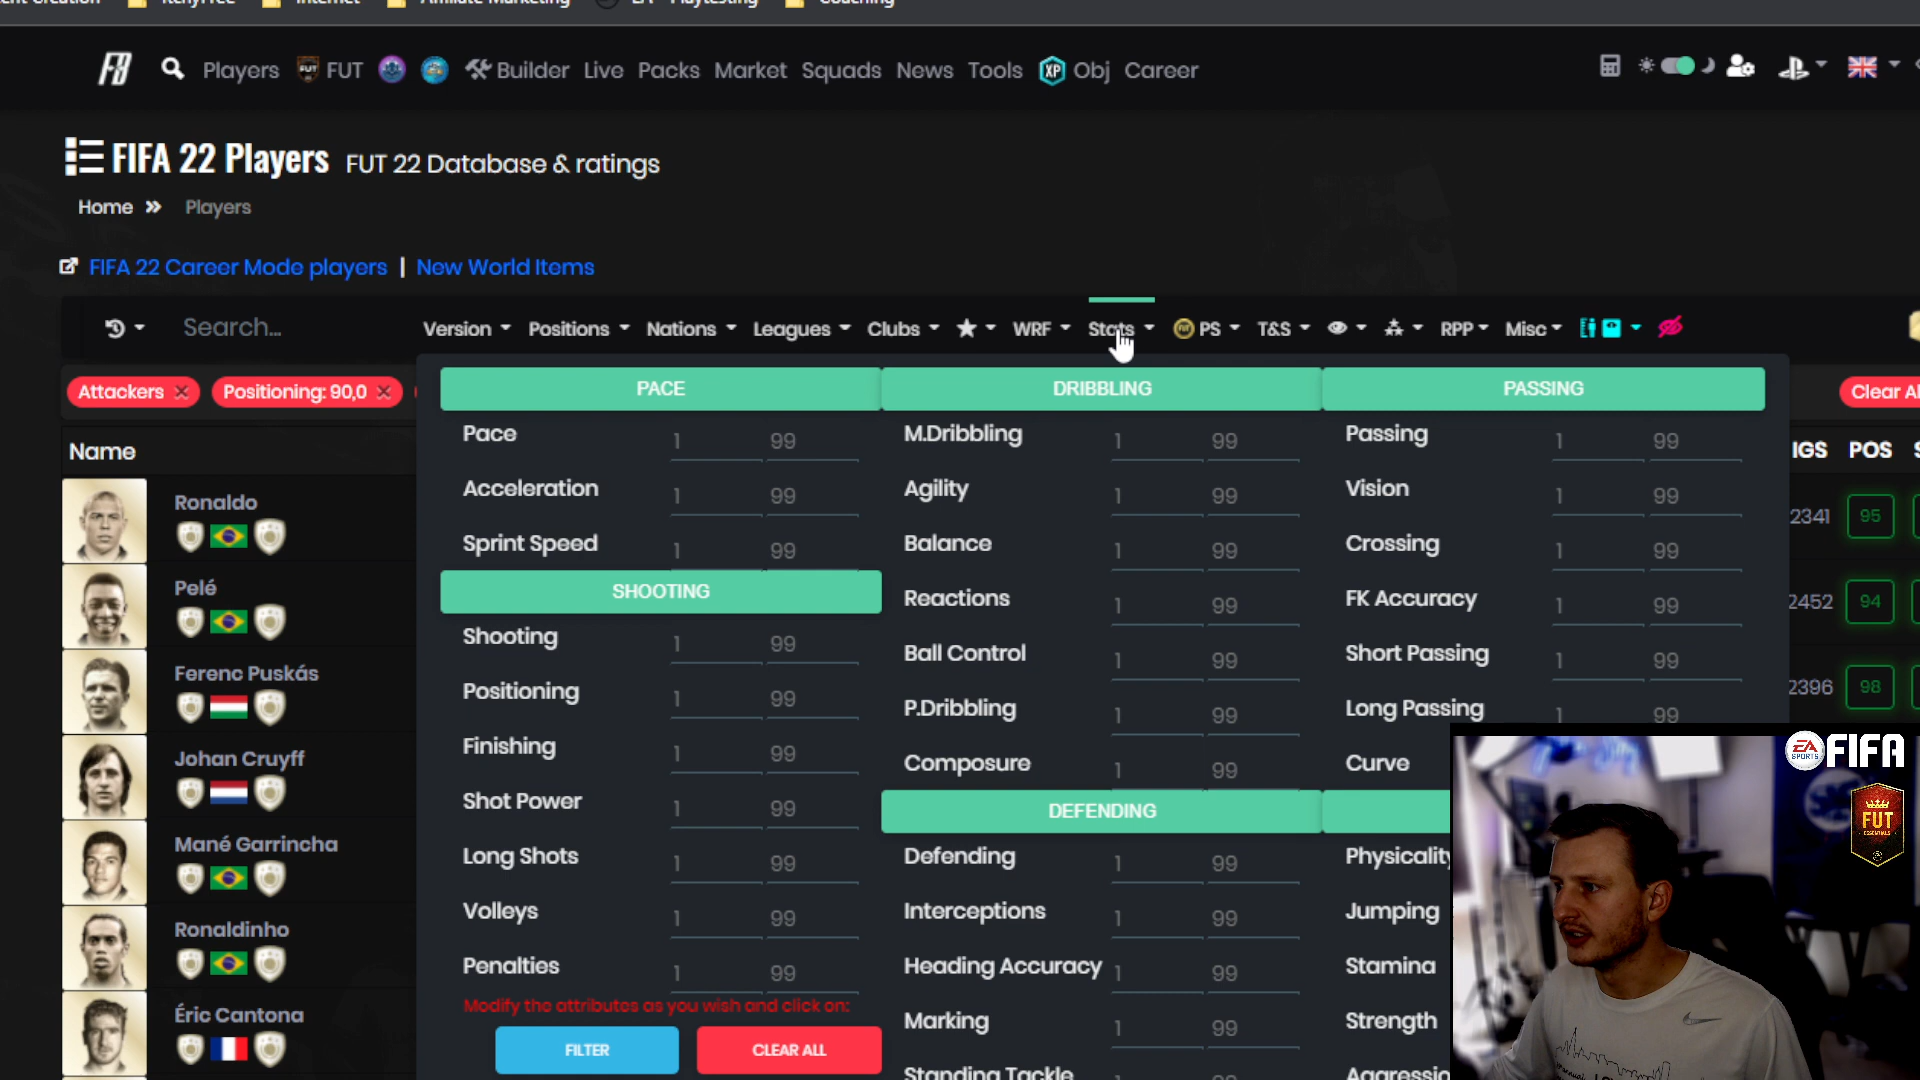 Players FUT Builder Live Packs Market Squads News Tools XP Obj Career
FIFA 22 Players FUT 22 Database & ratings
Home » Players
FIFA 22 Career Mode players | New World Items
Search... Version Positions Nations Leagues Clubs WRF Stats PS T&S RPP Misc
Attackers Positioning: 90,0
PACE DRIBBLING PASSING
Name
IGS POS
Pace 1 99 M.Dribbling 1 99 Passing 1 99
Acceleration 1 99 Agility 1 99 Vision 1 99
Sprint Speed 1 99 Balance 1 99 Crossing 1 99
SHOOTING Reactions 1 99 FK Accuracy 1 99
Shooting 1 99 Ball Control 1 99 Short Passing 1 99
Positioning 1 99 P.Dribbling 1 99 Long Passing 1 99
Finishing 1 99 Composure 1 99 Curve
Shot Power 1 99 DEFENDING
Long Shots 1 99 Defending 1 99 Physicality
Volleys 1 99 Interceptions 1 99 Jumping
Penalties 1 99 Heading Accuracy 1 99 Stamina
Modify the attributes as you wish and click on:
Marking 1 99 Strength
FILTER CLEAR ALL
Standing Tackle
Ronaldo 2341 95
Pelé 2452 94
Ferenc Puskás 2396 98
Johan Cruyff
Mané Garrincha
Ronaldinho
Éric Cantona
EA SPORTS FIFA
FUT
ESSENTIALS